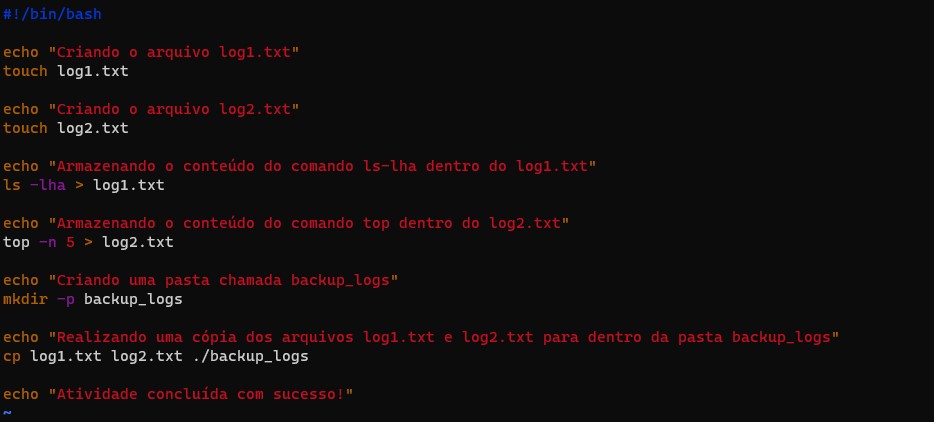 #!/bin/bash
echo "Criando o arquivo log1.txt"
touch log1.txt
echo "Criando o arquivo log2.txt"
touch log2.txt
echo "Armazenando o conteúdo do comando ls-lha dentro do log1.txt"
ls -lha > log1.txt
echo "Armazenando o conteúdo do comando top dentro do log2.txt"
top -n 5 > log2.txt
echo "Criando uma pasta chamada backup_logs"
mkdir -p backup_logs
echo "Realizando uma cópia dos arquivos log1.txt e log2.txt para dentro da pasta backup_logs"
cp log1.txt log2.txt ./backup_logs
echo "Atividade concluída com sucesso!"
~